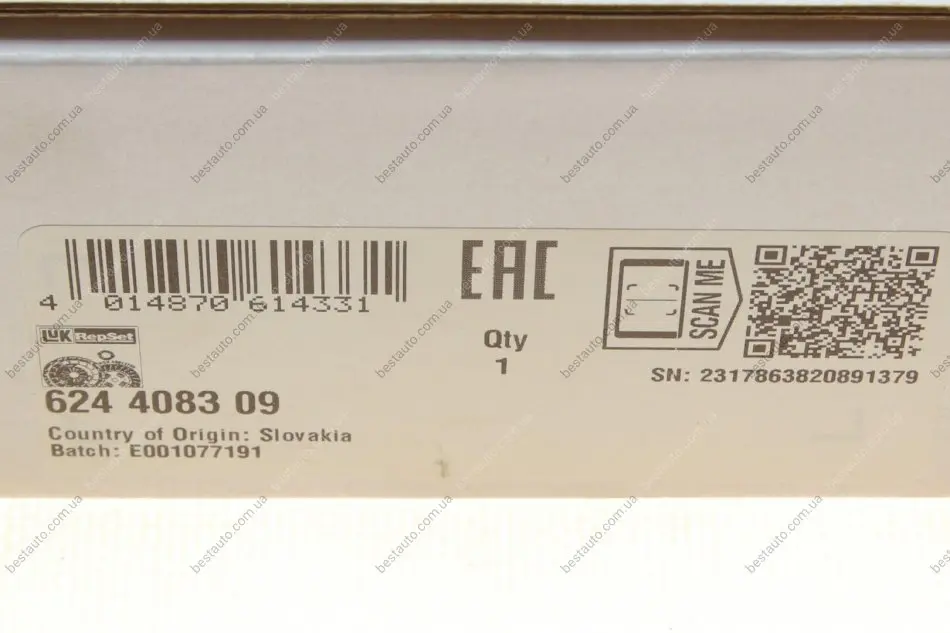 4 014870 614331
EAC
SCAN ME
LUK RepSet
Qty
1
SN: 2317863820891379
624 4083 09
Country of Origin: Slovakia
Batch: E001077191
bestauto.com.ua